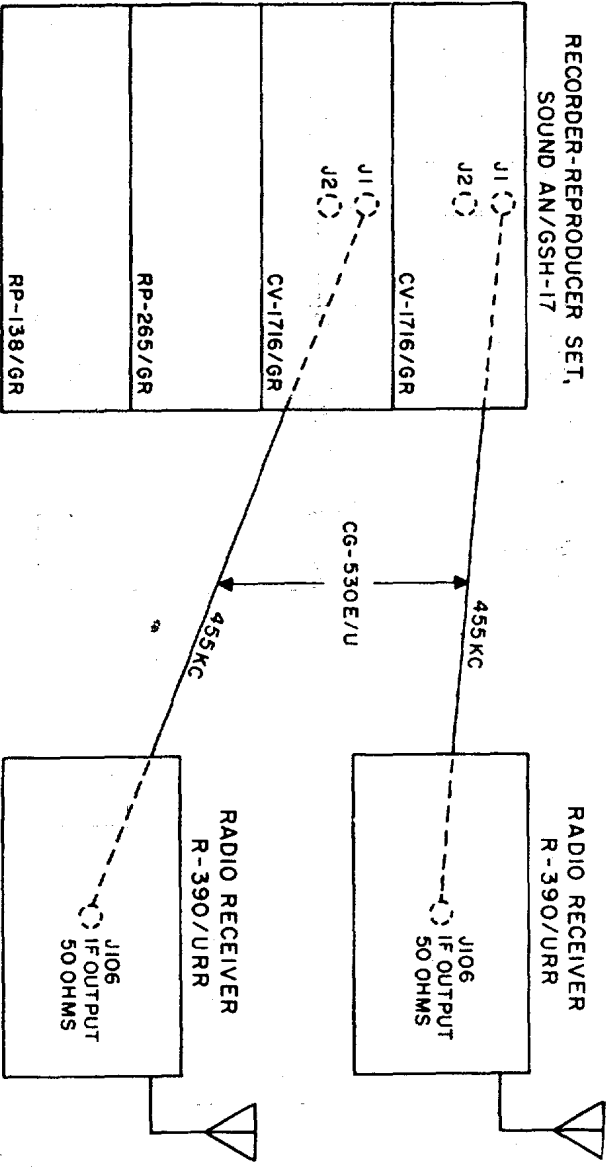 RECORDER-REPRODUCER SET,
SOUND AN/GSH-17
J1
J2
CV-1716/GR
J1
J2
CV-1716/GR
RP-265/GR
RP-138/GR
455KC
CG-530E/U
455KC
RADIO RECEIVER
R-390/URR
J106
IF OUTPUT
50 OHMS
RADIO RECEIVER
R-390/URR
J106
IF OUTPUT
50 OHMS